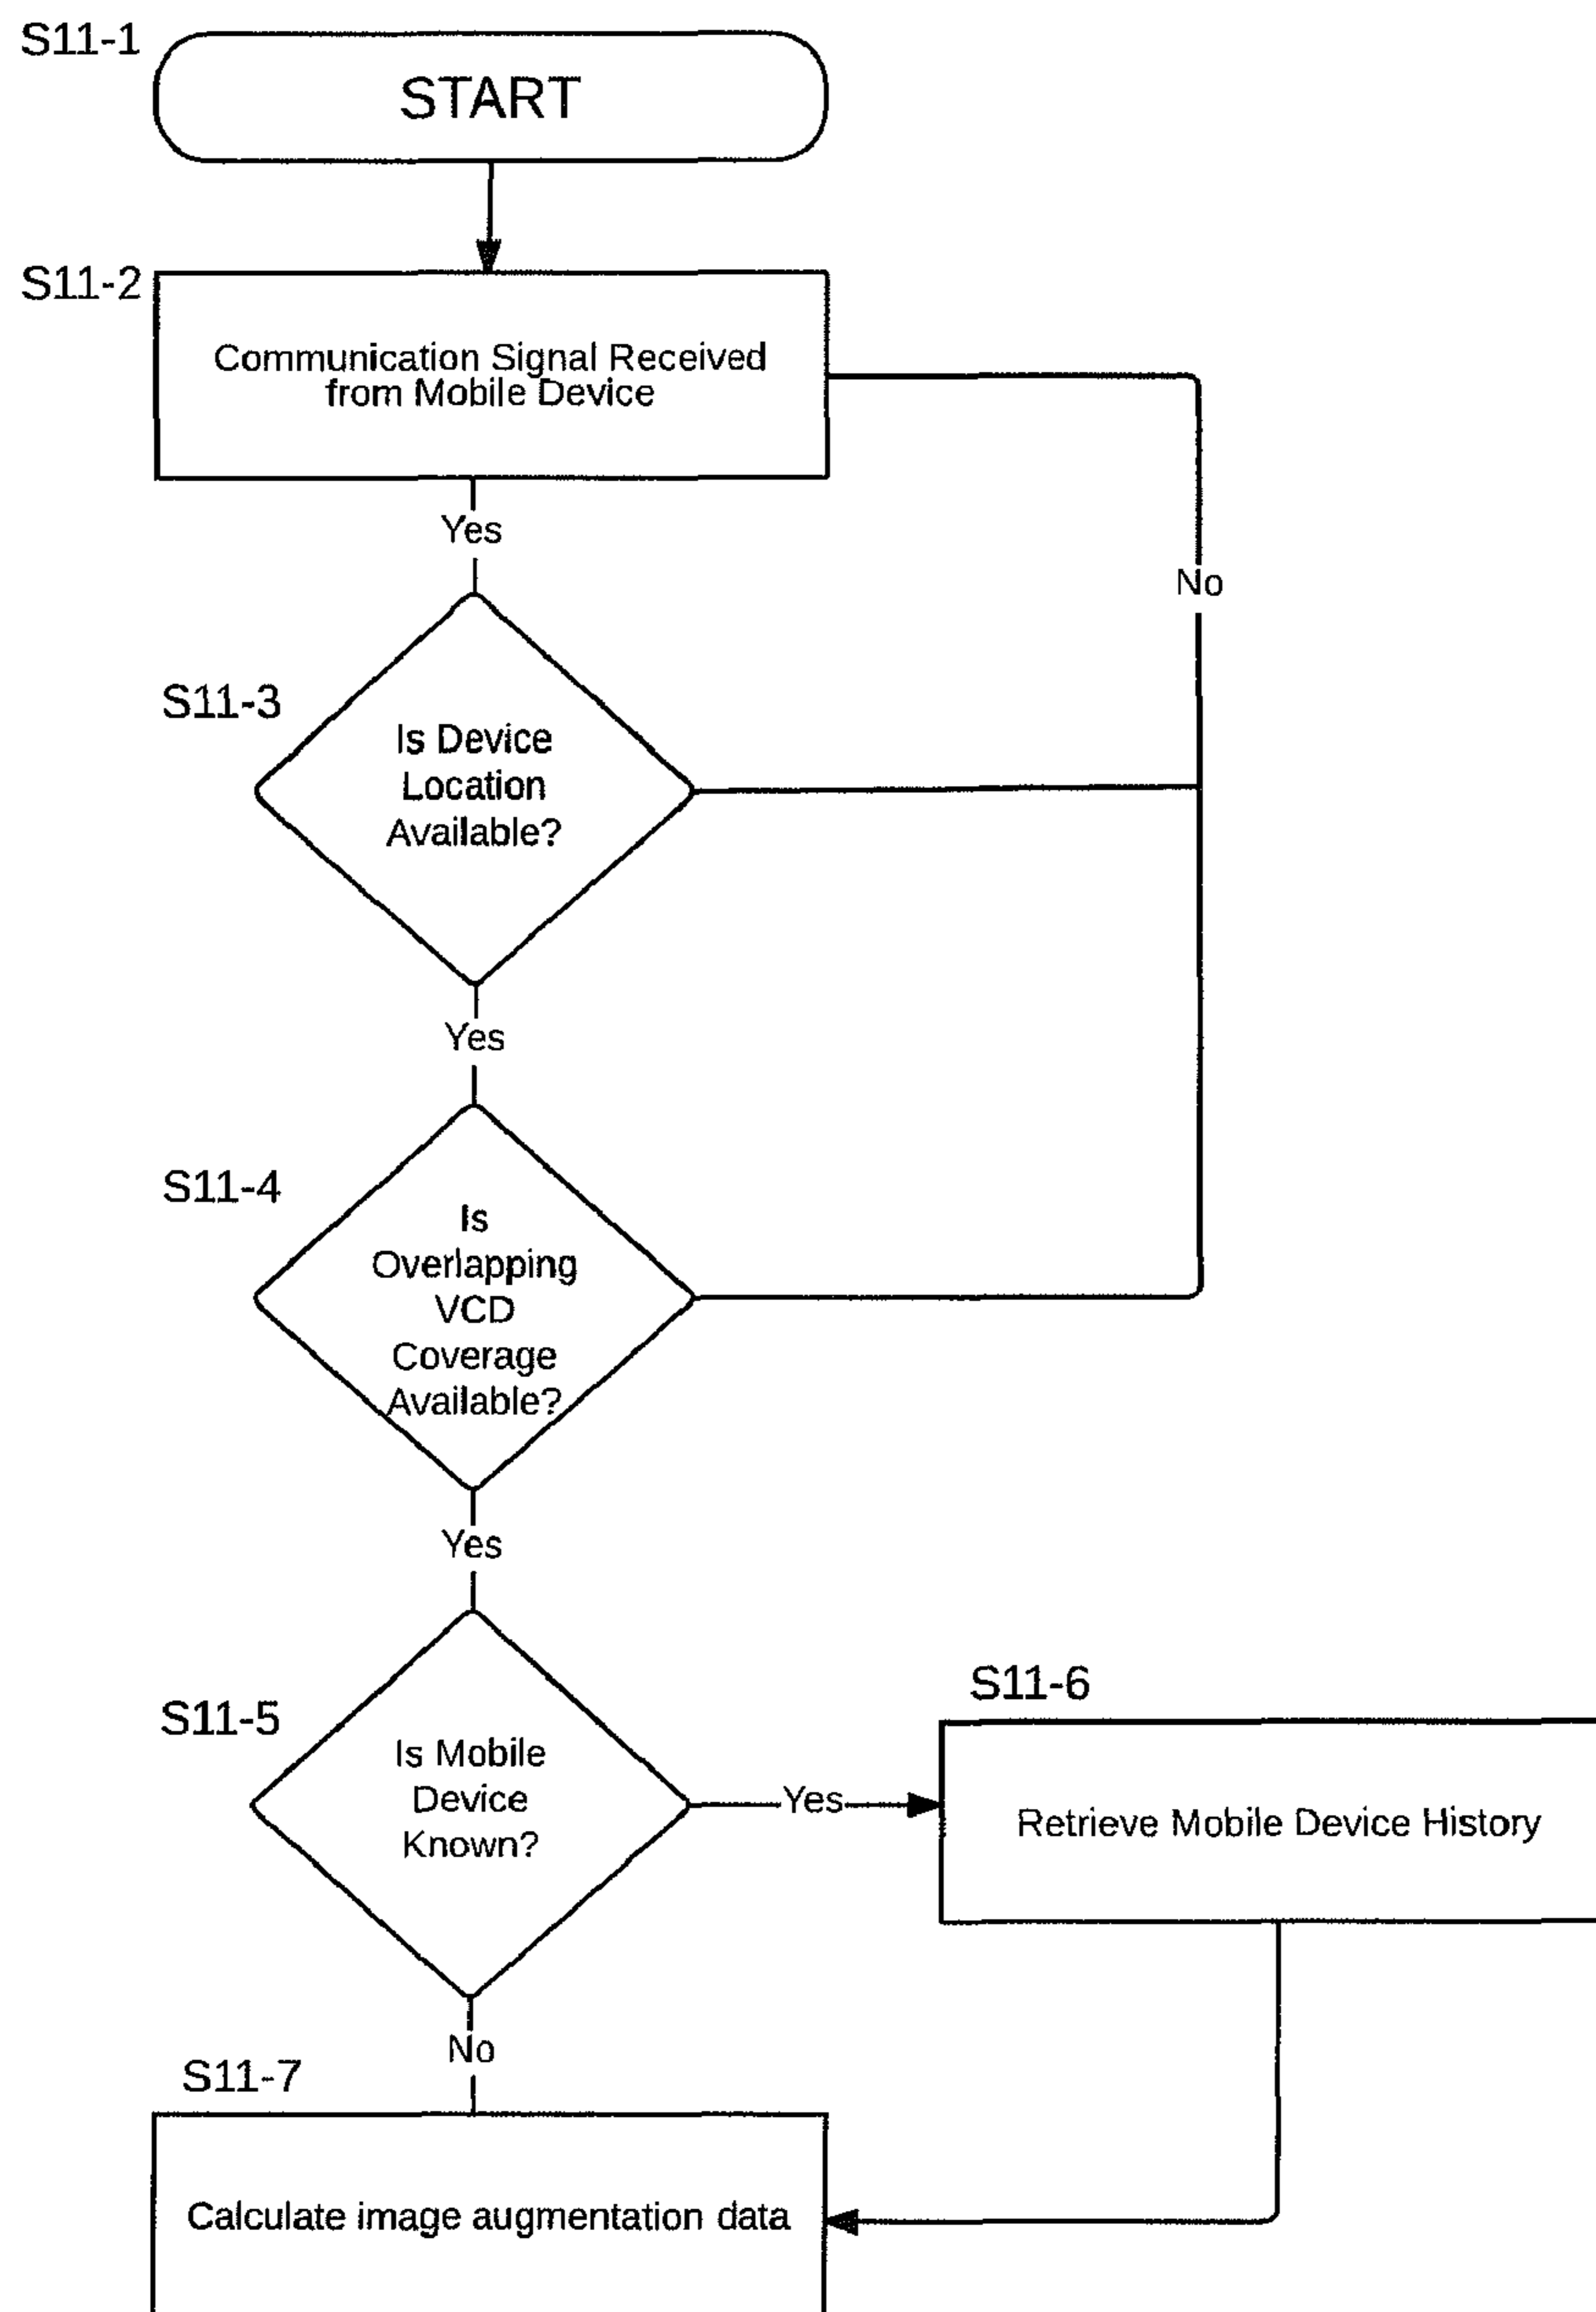 S11-1
START
S11-2
Communication Signal Received
from Mobile Device
Yes
No
S11-3
Is Device
Location
Available?
Yes
S11-4
Is
Overlapping
VCD
Coverage
Available?
Yes
S11-5
Is Mobile
Device
Known?
Yes
S11-6
Retrieve Mobile Device History
No
S11-7
Calculate image augmentation data